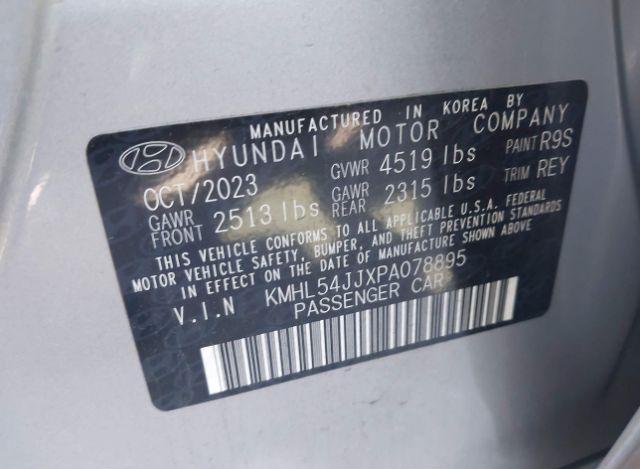 MANUFACTURED IN KOREA BY
HYUNDAI MOTOR COMPANY
OCT/2023 GVWR 4519 lbs PAINT R9S
GAWR FRONT 2513 lbs GAWR REAR 2315 lbs TRIM REY
THIS VEHICLE CONFORMS TO ALL APPLICABLE U.S.A. FEDERAL
MOTOR VEHICLE SAFETY, BUMPER, AND THEFT PREVENTION STANDARDS
IN EFFECT ON THE DATE OF MANUFACTURE SHOWN ABOVE.
V.I.N KMHL54JJXPA078895
PASSENGER CAR